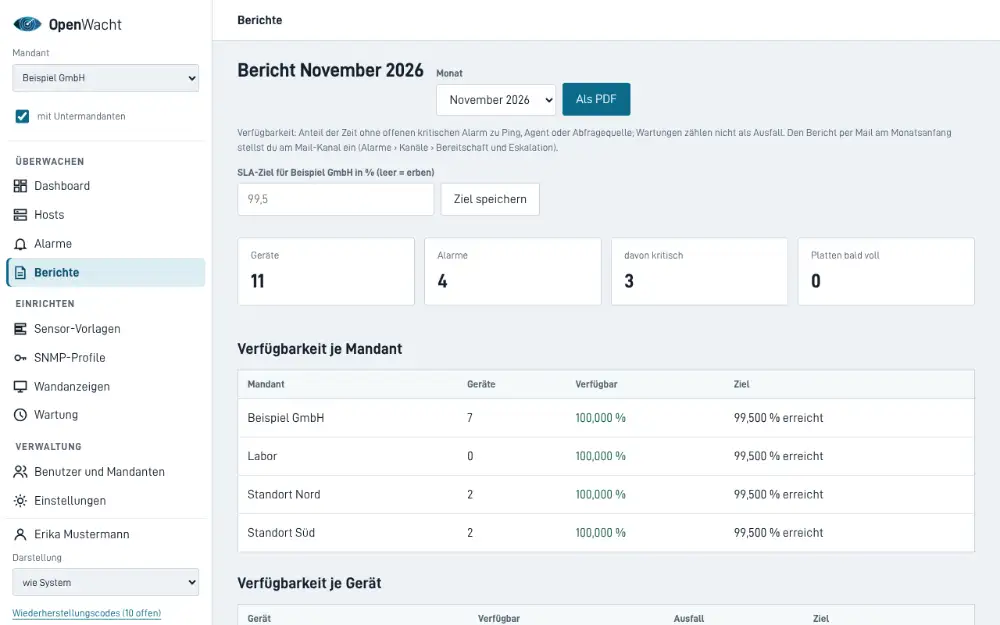 OpenWacht
Mandant
Beispiel GmbH
mit Untermandanten
ÜBERWACHEN
Dashboard
Hosts
Alarme
Berichte
EINRICHTEN
Sensor-Vorlagen
SNMP-Profile
Wandanzeigen
Wartung
VERWALTUNG
Benutzer und Mandanten
Einstellungen
Erika Mustermann
Darstellung
wie System
Wiederherstellungscodes (10 offen)
Berichte
Bericht November 2026
Monat
November 2026
Als PDF
Verfügbarkeit: Anteil der Zeit ohne offenen kritischen Alarm zu Ping, Agent oder Abfragequelle; Wartungen zählen nicht als Ausfall. Den Bericht per Mail am Monatsanfang
stellst du am Mail-Kanal ein (Alarme › Kanäle › Bereitschaft und Eskalation).
SLA-Ziel für Beispiel GmbH in % (leer = erben)
99,5
Ziel speichern
Geräte
11
Alarme
4
davon kritisch
3
Platten bald voll
0
Verfügbarkeit je Mandant
Mandant Geräte Verfügbar Ziel
Beispiel GmbH 7 100,000 % 99,500 % erreicht
Labor 0 100,000 % 99,500 % erreicht
Standort Nord 2 100,000 % 99,500 % erreicht
Standort Süd 2 100,000 % 99,500 % erreicht
Verfügbarkeit je Gerät
Gerät Verfügbar Ausfall Ziel